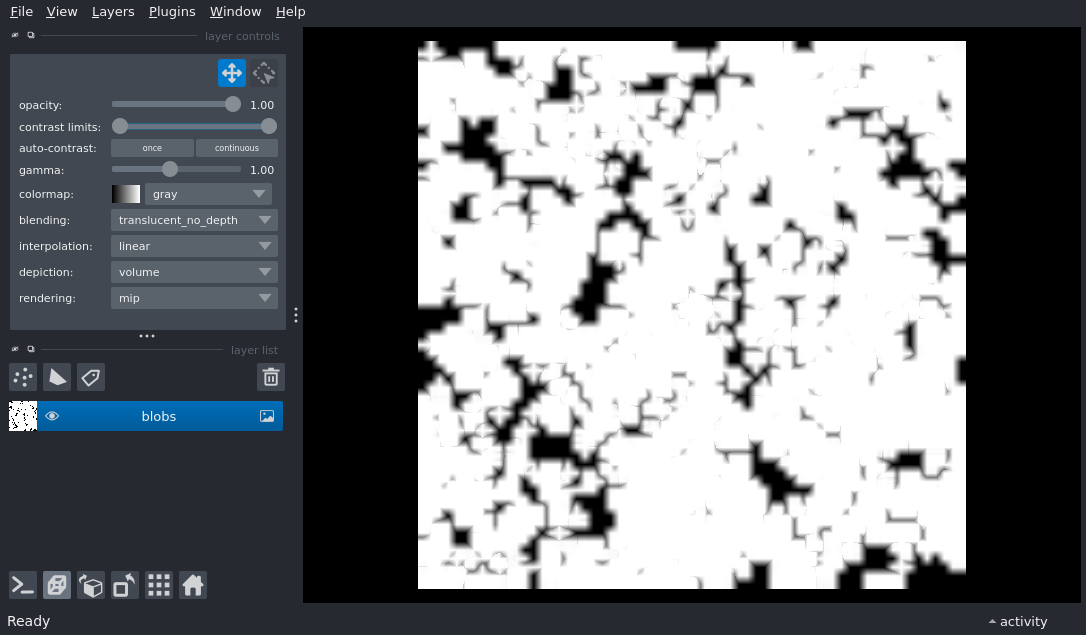 File View Layers Plugins Window Help
layer controls
opacity: 1.00
contrast limits:
auto-contrast: once continuous
gamma: 1.00
colormap: gray
blending: translucent_no_depth
interpolation: linear
depiction: volume
rendering: mip
layer list
blobs
Ready activity